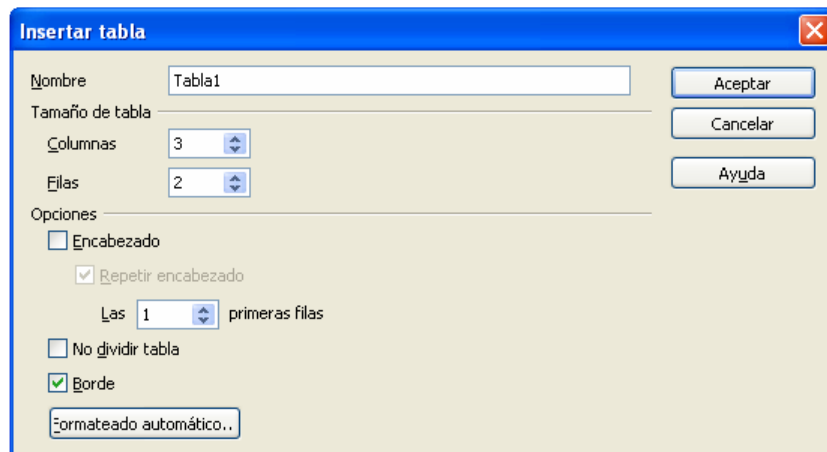 Insertar tabla
Nombre Tabla1 Aceptar
Tamaño de tabla
Cancelar
Columnas 3
Filas 2 Ayuda
Opciones
Encabezado
Repetir encabezado
Las 1 primeras filas
No dividir tabla
Borde
Formateado automático..